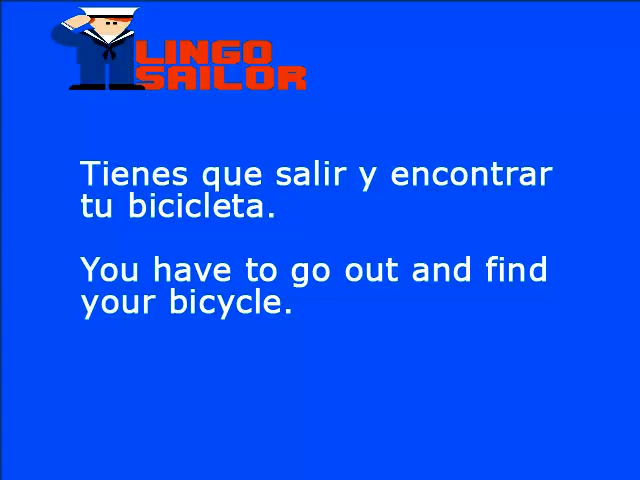 LINGO
SAILOR
Tienes que salir y encontrar
tu bicicleta.
You have to go out and find
your bicycle.